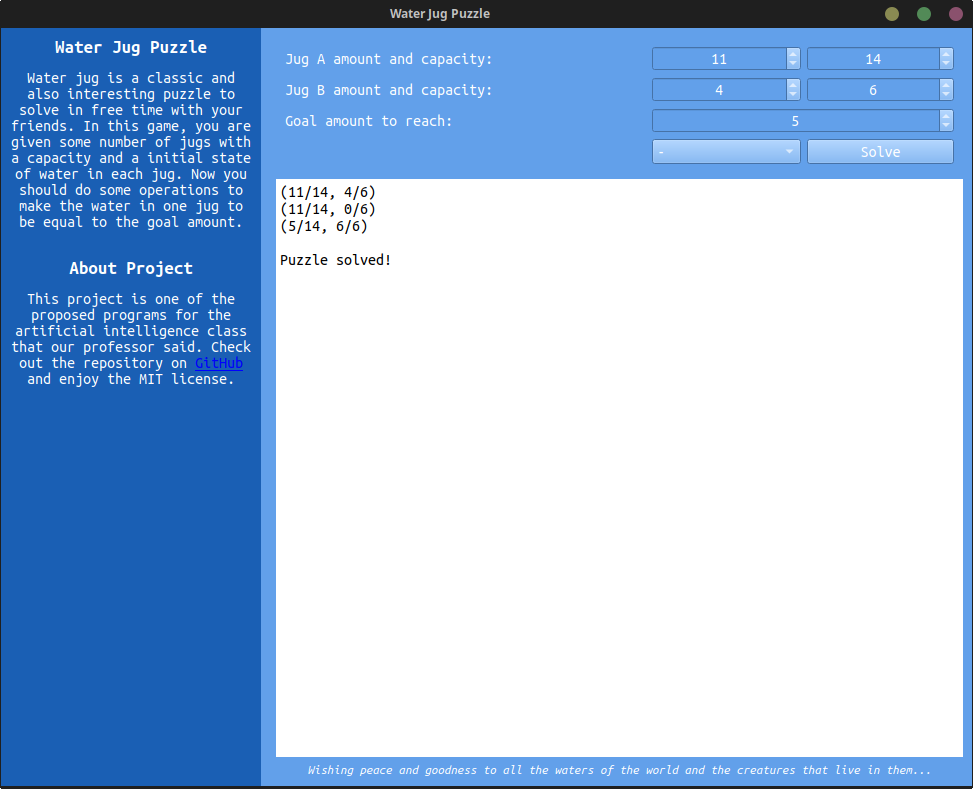 Water Jug Puzzle
Water Jug Puzzle
Water jug is a classic and
also interesting puzzle to
solve in free time with your
friends. In this game, you are
given some number of jugs with
a capacity and a initial state
of water in each jug. Now you
should do some operations to
make the water in one jug to
be equal to the goal amount.
About Project
This project is one of the
proposed programs for the
artificial intelligence class
that our professor said. Check
out the repository on GitHub
and enjoy the MIT license.
Jug A amount and capacity: 11 14
Jug B amount and capacity: 4 6
Goal amount to reach: 5
- Solve
(11/14, 4/6)
(11/14, 0/6)
(5/14, 6/6)
Puzzle solved!
Wishing peace and goodness to all the waters of the world and the creatures that live in them...